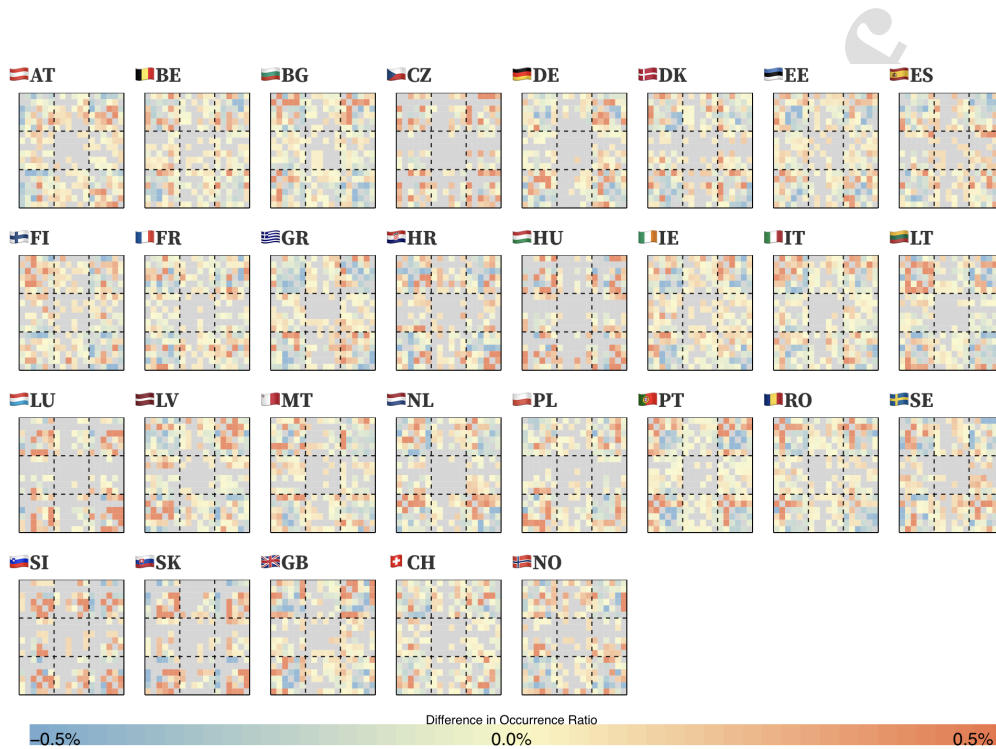 AT BE BG CZ DE DK EE ES
FI FR GR HR HU IE IT LT
LU LV MT NL PL PT RO SE
SI SK GB CH NO
Difference in Occurrence Ratio
−0.5% 0.0% 0.5%